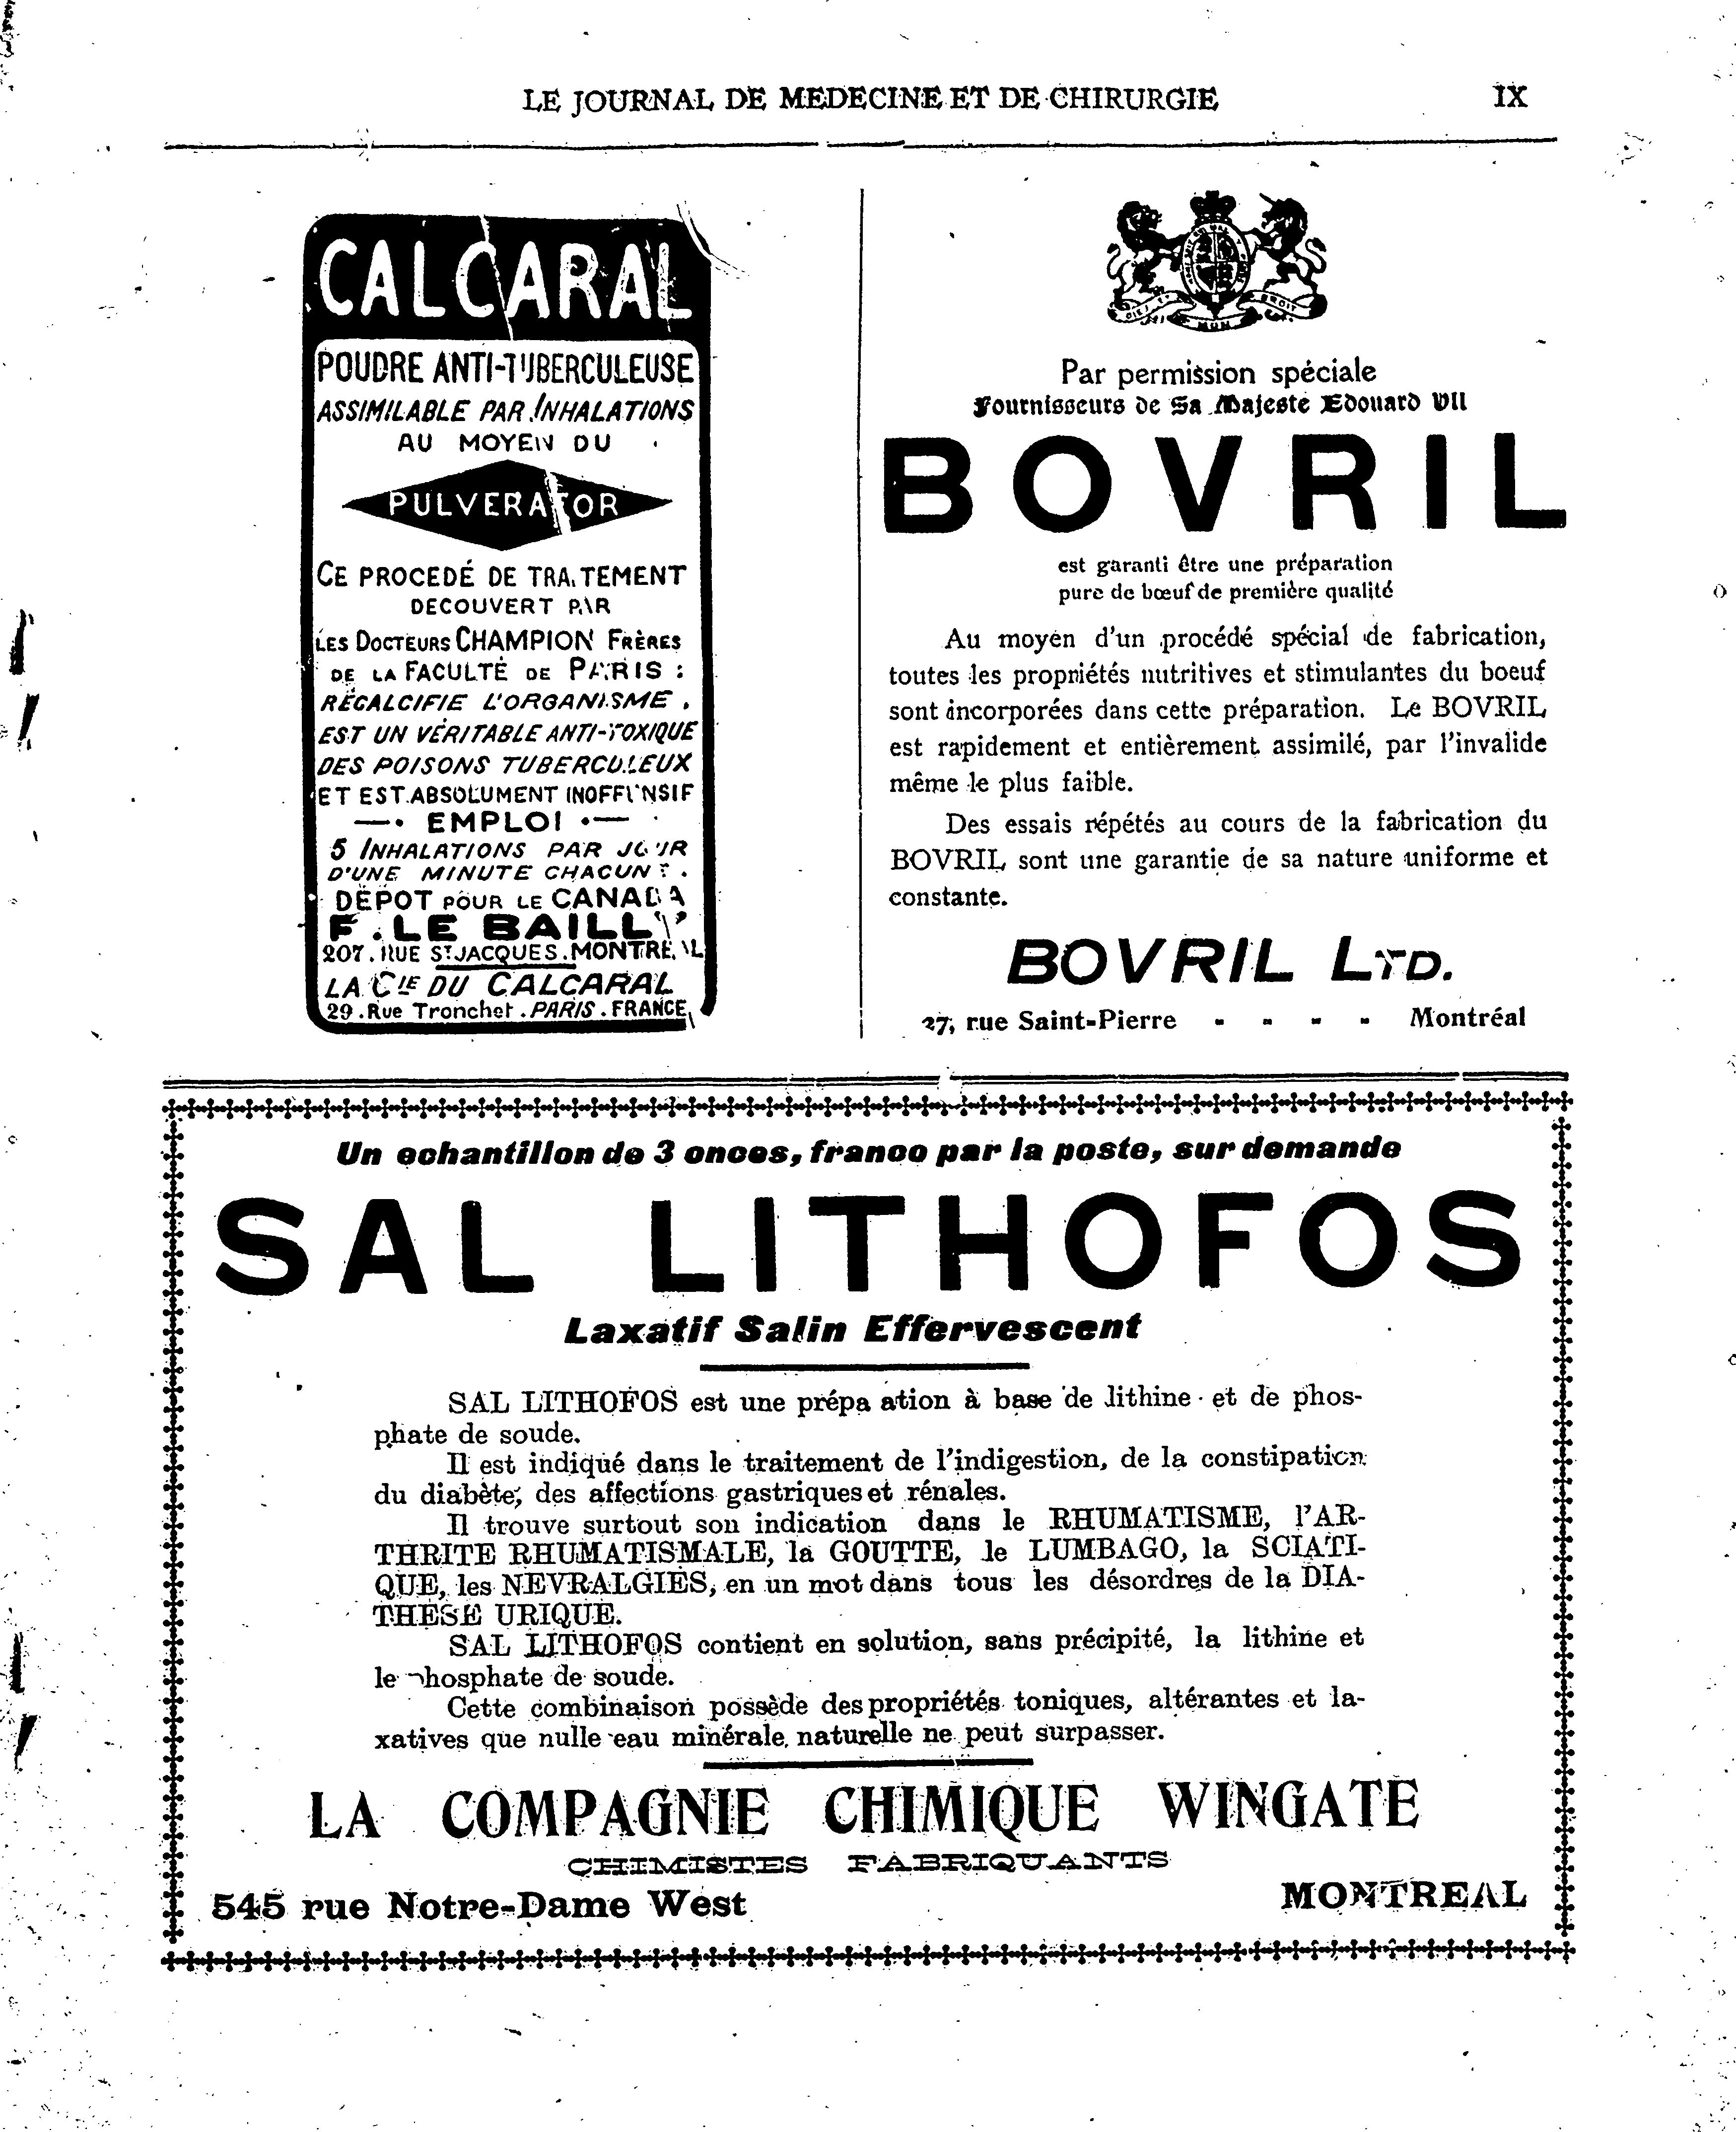 LE JOURNAL DE MEDECINE ET DE CHIRURGIE IX
CALCARAL
POUDRE ANTI-TUBERCULEUSE
ASSIMILABLE PAR INHALATIONS
AU MOYEN DU
PULVERATOR
CE PROCEDÉ DE TRAITEMENT
DECOUVERT PAR
LES DOCTEURS CHAMPION FRÈRES
DE LA FACULTÉ DE PARIS :
RÉCALCIFIE L'ORGANISME.
EST UN VÉRITABLE ANTI-TOXIQUE
DES POISONS TUBERCULEUX
ET EST ABSOLUMENT INOFFENSIF
—. EMPLOI .—
5 INHALATIONS PAR JOUR
D'UNE MINUTE CHACUNE.
DÉPOT POUR LE CANADA
F. LE BAILLY
207. RUE ST JACQUES. MONTREAL
LA CIE DU CALCARAL
29. Rue Tronchet. PARIS. FRANCE
DIEU ET MON DROIT
Par permission spéciale
Fournisseurs de Sa Majeste Edouard VII
BOVRIL
est garanti être une préparation
pure de bœuf de première qualité
Au moyen d'un procédé spécial de fabrication,
toutes les propriétés nutritives et stimulantes du boeuf
sont incorporées dans cette préparation. Le BOVRIL
est rapidement et entièrement assimilé, par l'invalide
même le plus faible.
Des essais répétés au cours de la fabrication du
BOVRIL sont une garantie de sa nature uniforme et
constante.
BOVRIL LTD.
27, rue Saint-Pierre - - - - Montréal
Un echantillon de 3 onces, franco par la poste, sur demande
SAL LITHOFOS
Laxatif Salin Effervescent
SAL LITHOFOS est une prépa ation à base de lithine et de phos-
phate de soude.
Il est indiqué dans le traitement de l'indigestion, de la constipation
du diabète, des affections gastriques et rénales.
Il trouve surtout son indication dans le RHUMATISME, l'AR-
THRITE RHUMATISMALE, la GOUTTE, le LUMBAGO, la SCIATI-
QUE, les NEVRALGIES, en un mot dans tous les désordres de la DIA-
THESE URIQUE.
SAL LITHOFOS contient en solution, sans précipité, la lithine et
le phosphate de soude.
Cette combinaison possède des propriétés toniques, altérantes et la-
xatives que nulle eau minérale naturelle ne peut surpasser.
LA COMPAGNIE CHIMIQUE WINGATE
CHIMISTES FABRIQUANTS
545 rue Notre-Dame West MONTREAL